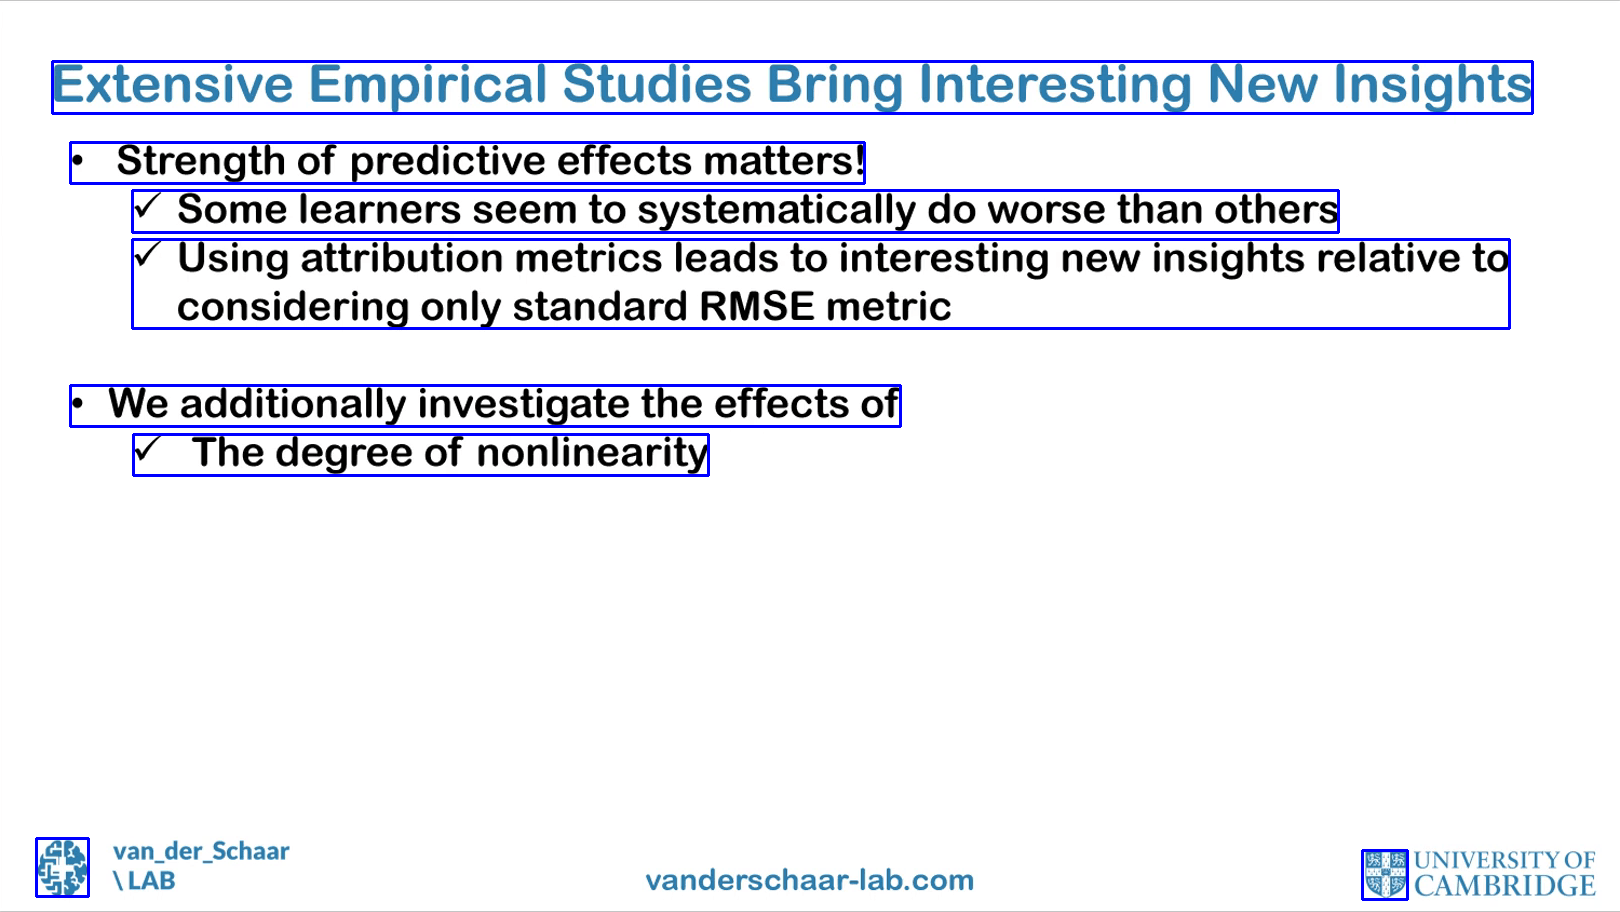 Extensive Empirical Studies Bring Interesting New Insights
• Strength of predictive effects matters!
✓ Some learners seem to systematically do worse than others
✓ Using attribution metrics leads to interesting new insights relative to
considering only standard RMSE metric
• We additionally investigate the effects of
✓ The degree of nonlinearity
van_der_Schaar
\ LAB
vanderschaar-lab.com
UNIVERSITY OF
CAMBRIDGE